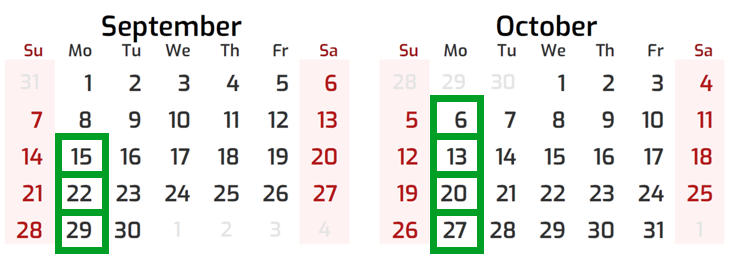 September
Su Mo Tu We Th Fr Sa
31 1 2 3 4 5 6
7 8 9 10 11 12 13
14 15 16 17 18 19 20
21 22 23 24 25 26 27
28 29 30 1 2 3 4
October
Su Mo Tu We Th Fr Sa
28 29 30 1 2 3 4
5 6 7 8 9 10 11
12 13 14 15 16 17 18
19 20 21 22 23 24 25
26 27 28 29 30 31 1